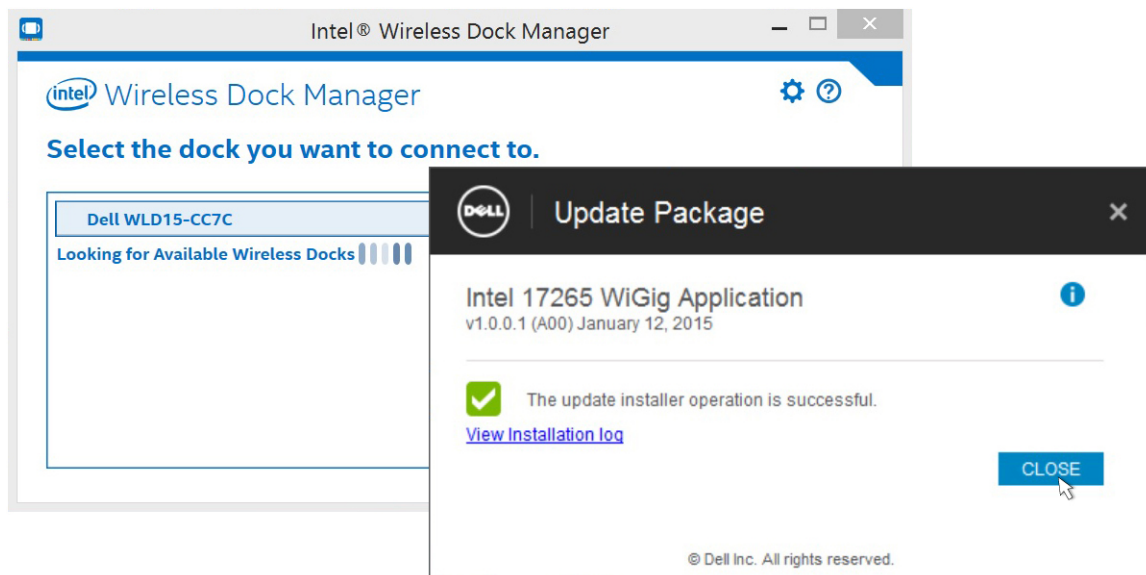 Intel® Wireless Dock Manager
intel Wireless Dock Manager
Select the dock you want to connect to.
Dell WLD15-CC7C
Looking for Available Wireless Docks
DELL Update Package
Intel 17265 WiGig Application
v1.0.0.1 (A00) January 12, 2015
The update installer operation is successful.
View Installation log
CLOSE
© Dell Inc. All rights reserved.